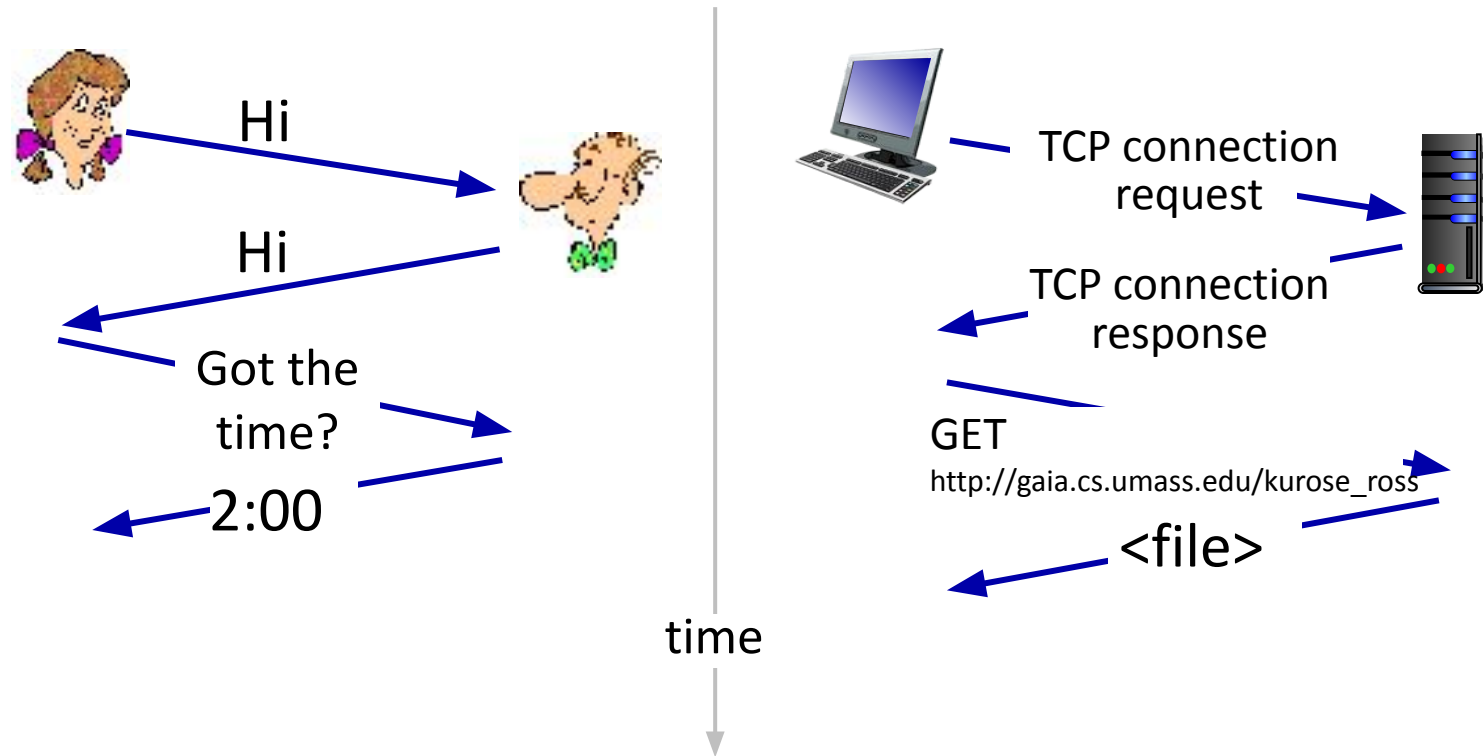 Hi
Hi
Got the
time?
2:00
time
TCP connection
request
TCP connection
response
GET
http://gaia.cs.umass.edu/kurose_ross
<file>